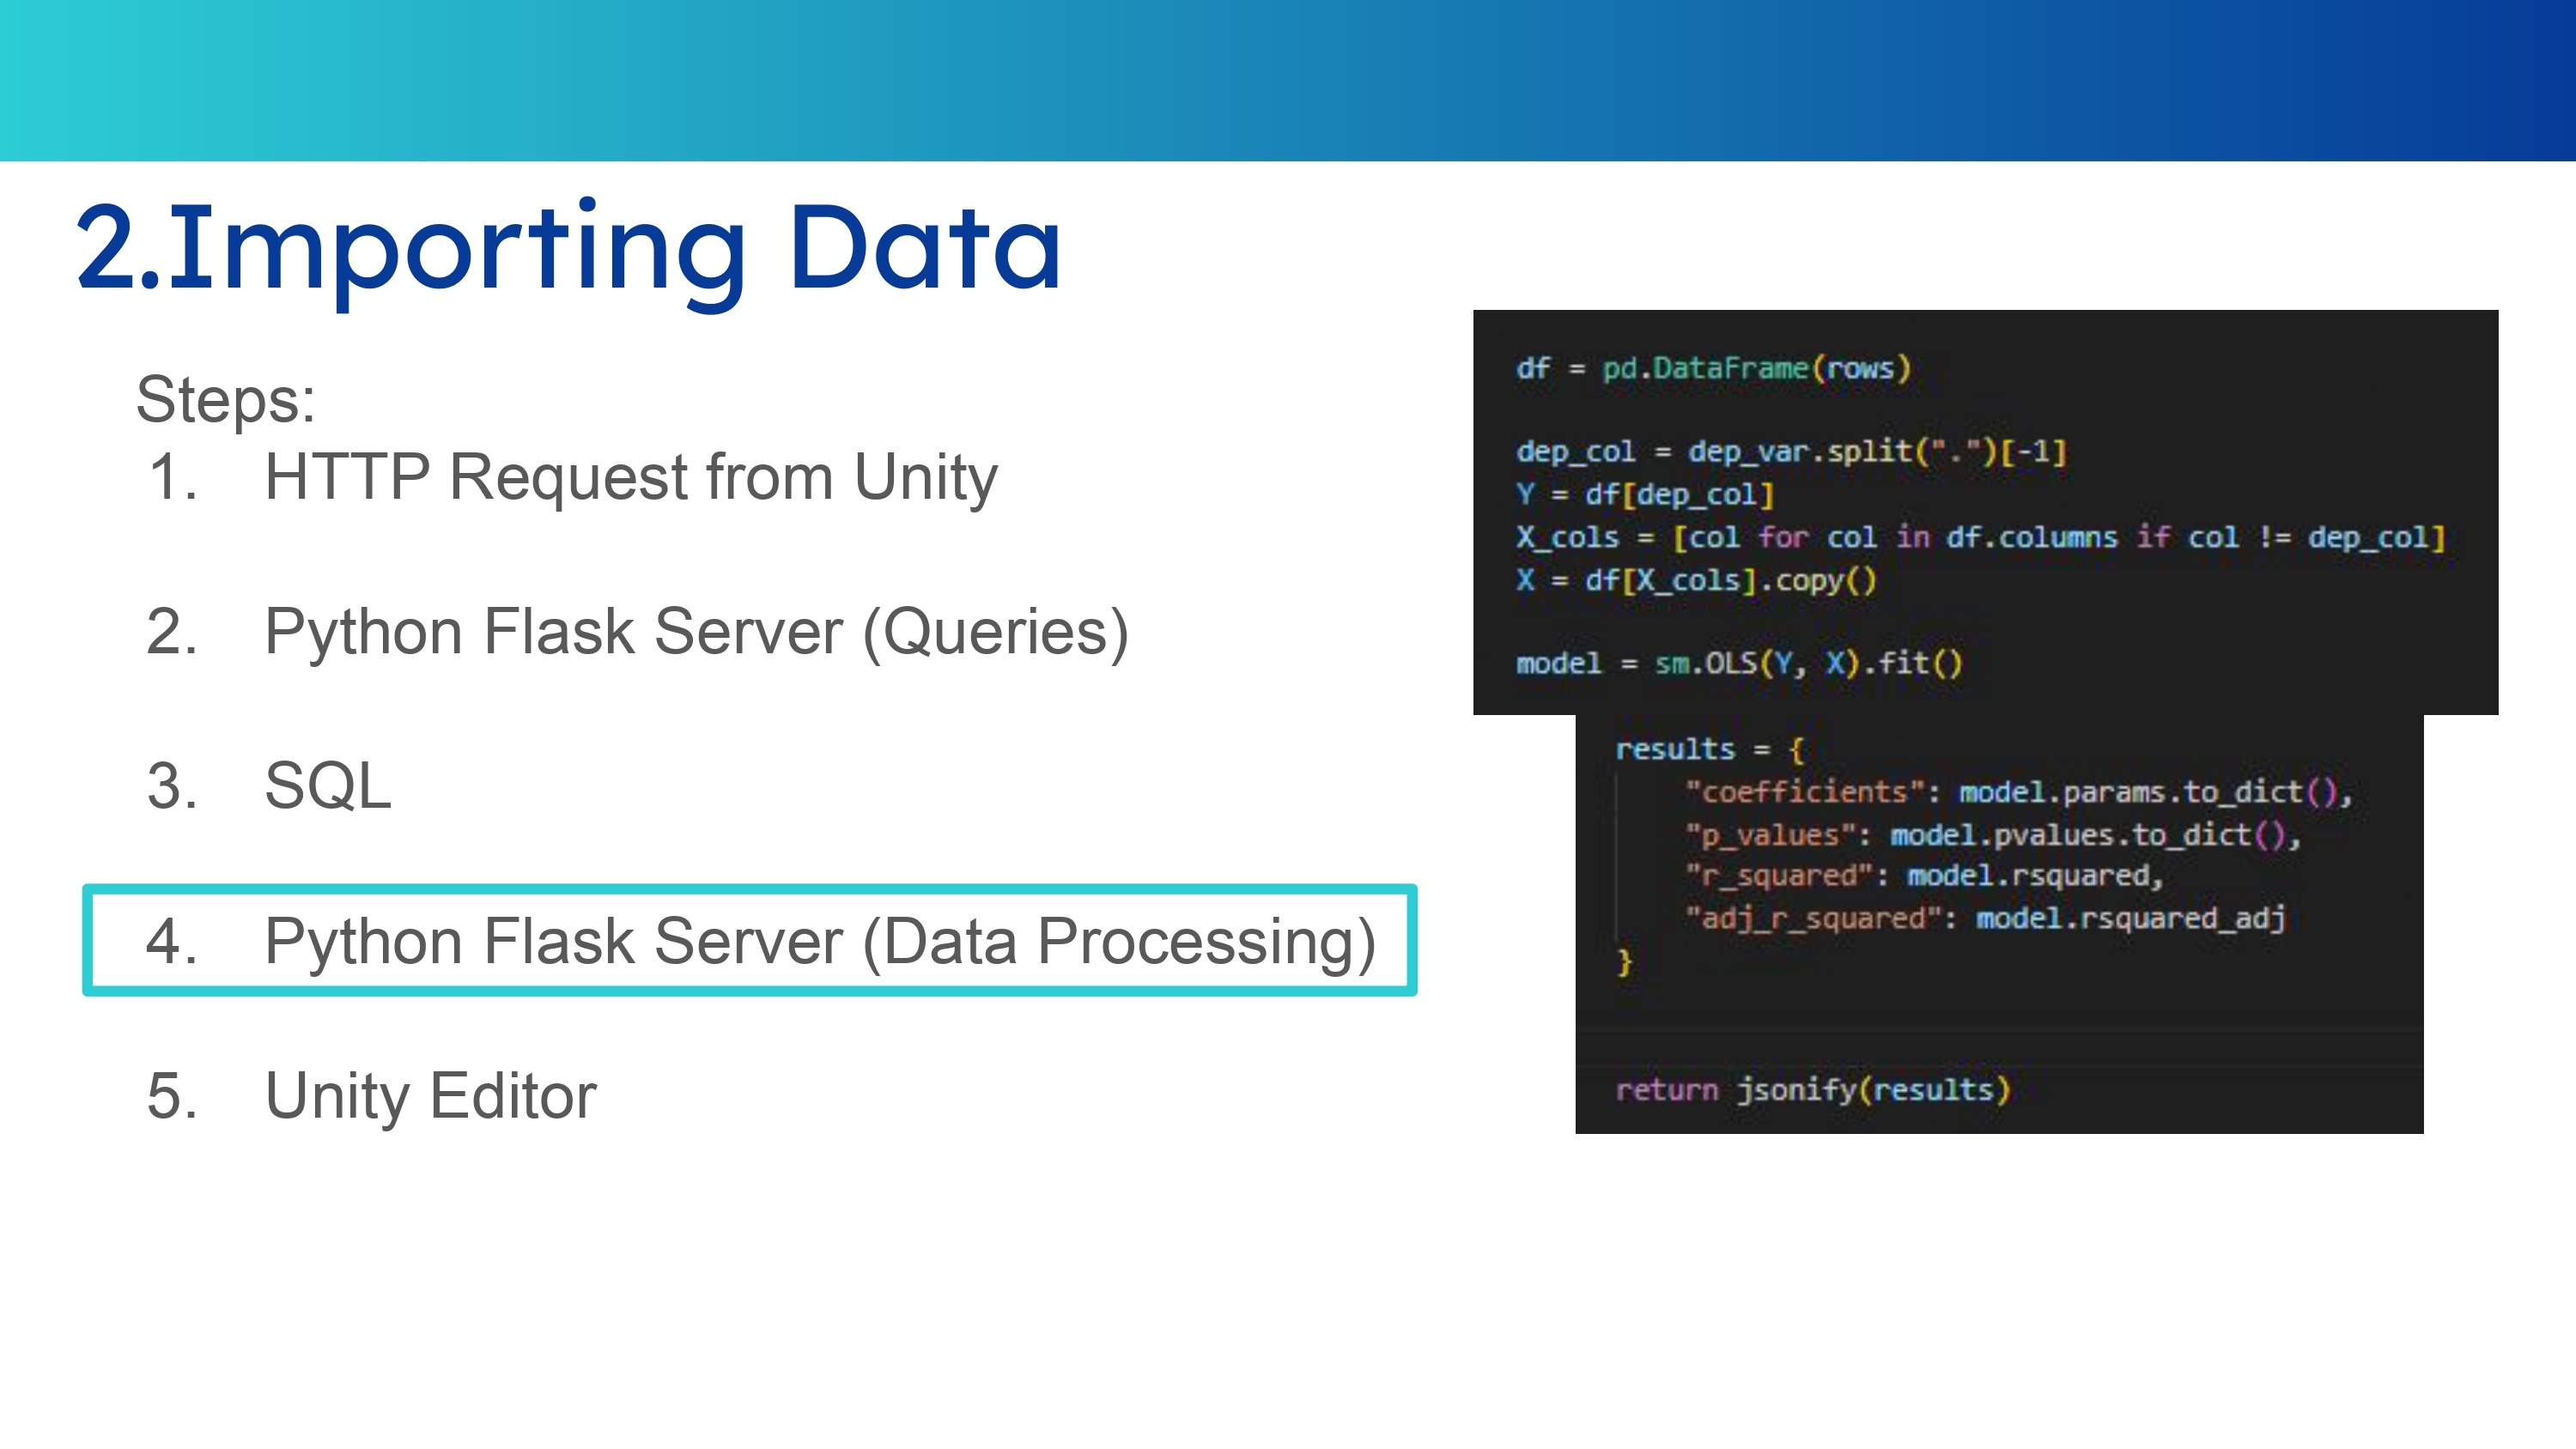 2.Importing Data
Steps:
1. HTTP Request from Unity
2. Python Flask Server (Queries)
3. SQL
4. Python Flask Server (Data Processing)
5. Unity Editor
df = pd.DataFrame(rows)
dep_col = dep_var.split(".")[-1]
Y = df[dep_col]
X_cols = [col for col in df.columns if col != dep_col]
X = df[X_cols].copy()
model = sm.OLS(Y, X).fit()
results = {
"coefficients": model.params.to_dict(),
"p_values": model.pvalues.to_dict(),
"r_squared": model.rsquared,
"adj_r_squared": model.rsquared_adj
}
return jsonify(results)